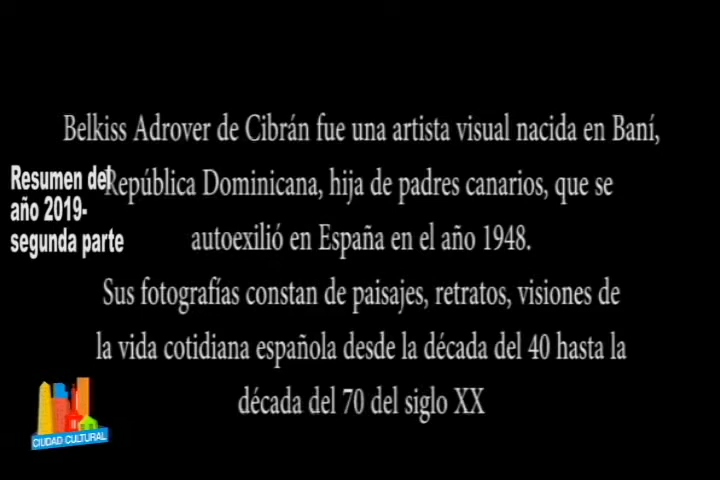 Belkiss Adrover de Cibrán fue una artista visual nacida en Baní,
República Dominicana, hija de padres canarios, que se
autoexilió en España en el año 1948.
Sus fotografías constan de paisajes, retratos, visiones de
la vida cotidiana española desde la década del 40 hasta la
década del 70 del siglo XX
Resumen del
año 2019-
segunda parte
CIUDAD CULTURAL